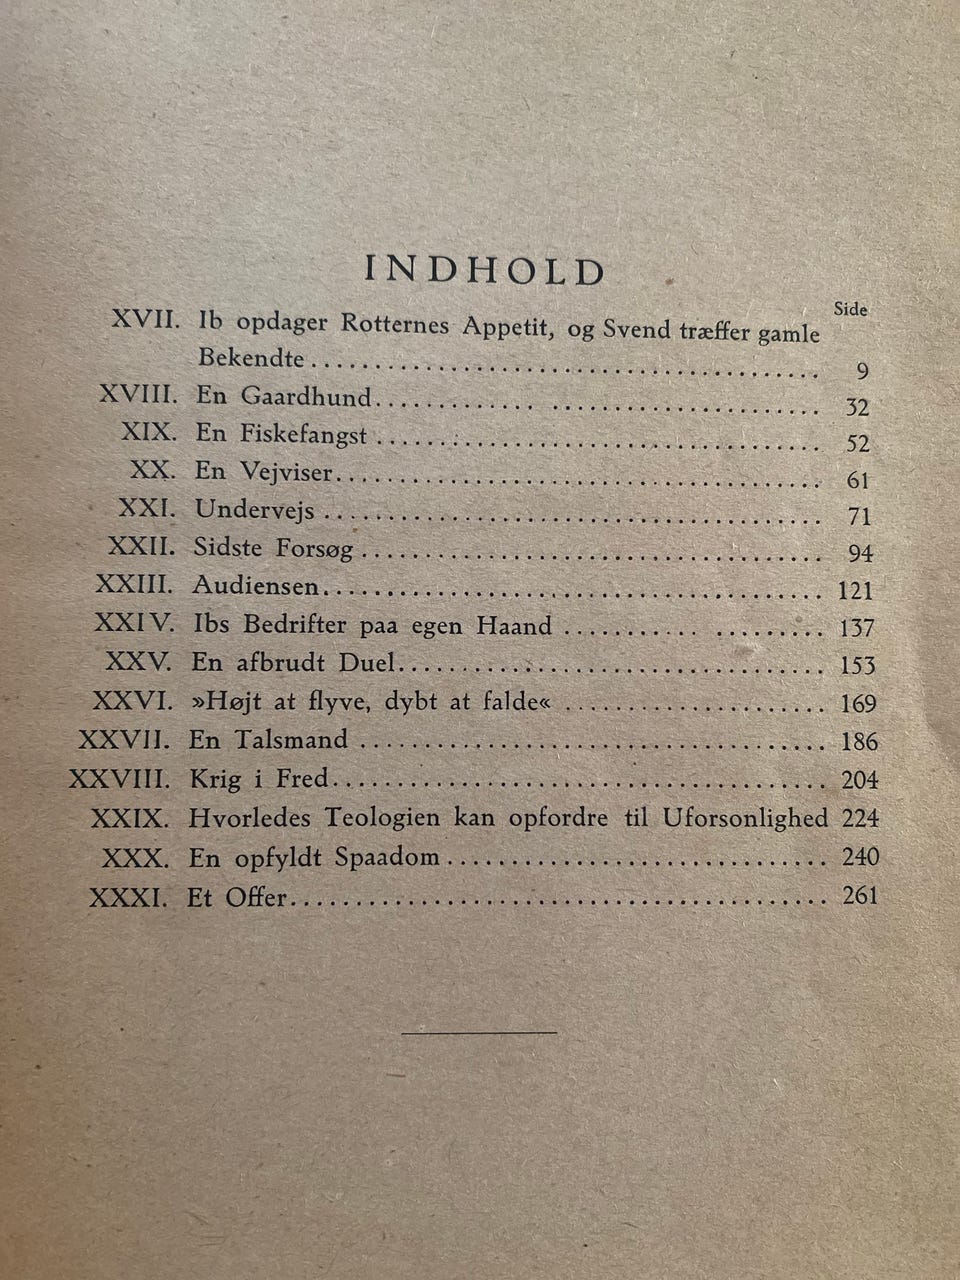 INDHOLD
Side
XVII. Ib opdager Rotternes Appetit, og Svend træffer gamle
Bekendte ........................................ 9
XVIII. En Gaardhund............ ..................... 32
XIX. En Fiskefangst .................................. 52
XX. En Vejviser..................................... 61
XXI. Undervejs ...................................... 71
XXII. Sidste Forsøg ................................... 94
XXIII. Audiensen...................................... 121
XXIV. Ibs Bedrifter paa egen Haand ........... ......... 137
XXV. En afbrudt Duel................................. 153
XXVI. »Højt at flyve, dybt at falde« .................... 169
XXVII. En Talsmand .................................... 186
XXVIII. Krig i Fred...................................... 204
XXIX. Hvorledes Teologien kan opfordre til Uforsonlighed 224
XXX. En opfyldt Spaadom ............................. 240
XXXI. Et Offer......................................... 261